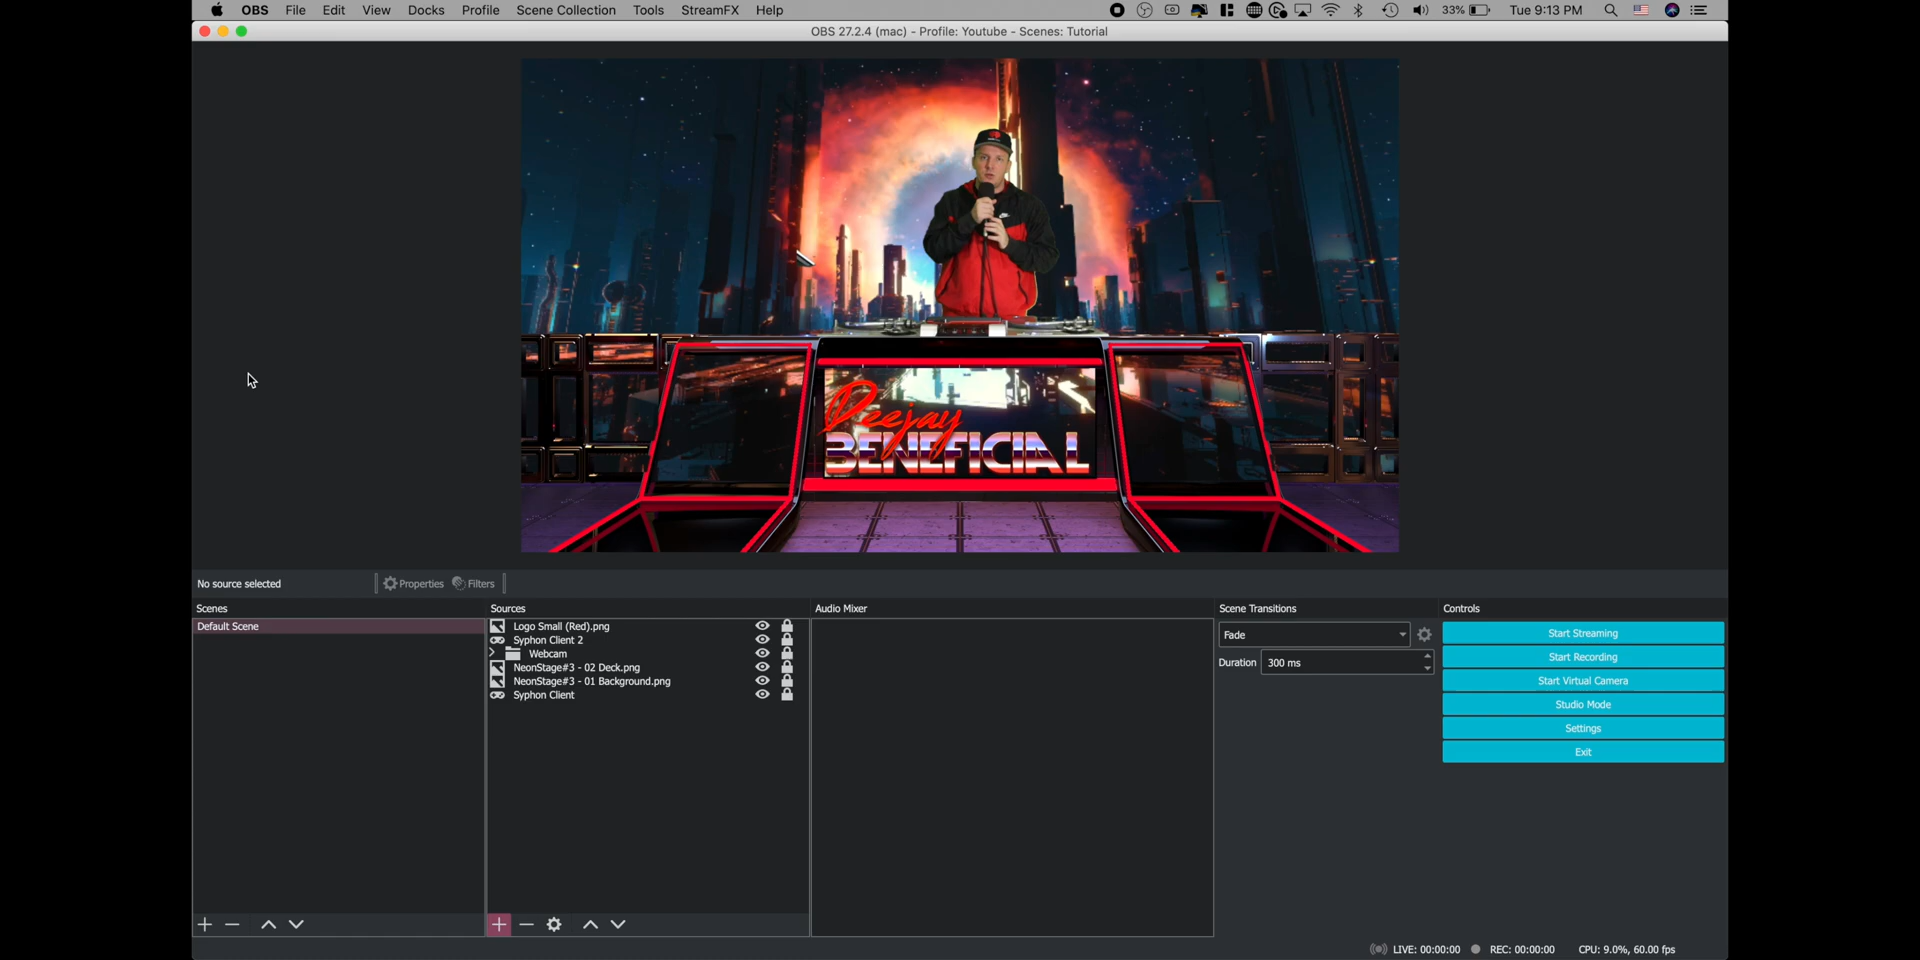 OBS File Edit View Docks Profile Scene Collection Tools StreamFX Help 33% Tue 9:13 PM
OBS 27.2.4 (mac) - Profile: Youtube - Scenes: Tutorial
Deejay
BENEFICIAL
No source selected Properties Filters
Scenes Sources Audio Mixer Scene Transitions Controls
Default Scene
Logo Small (Red).png
Syphon Client 2
Webcam
NeonStage#3 - 02 Deck.png
NeonStage#3 - 01 Background.png
Syphon Client
Fade
Duration 300 ms
Start Streaming
Start Recording
Start Virtual Camera
Studio Mode
Settings
Exit
LIVE: 00:00:00 REC: 00:00:00 CPU: 9.0%, 60.00 fps